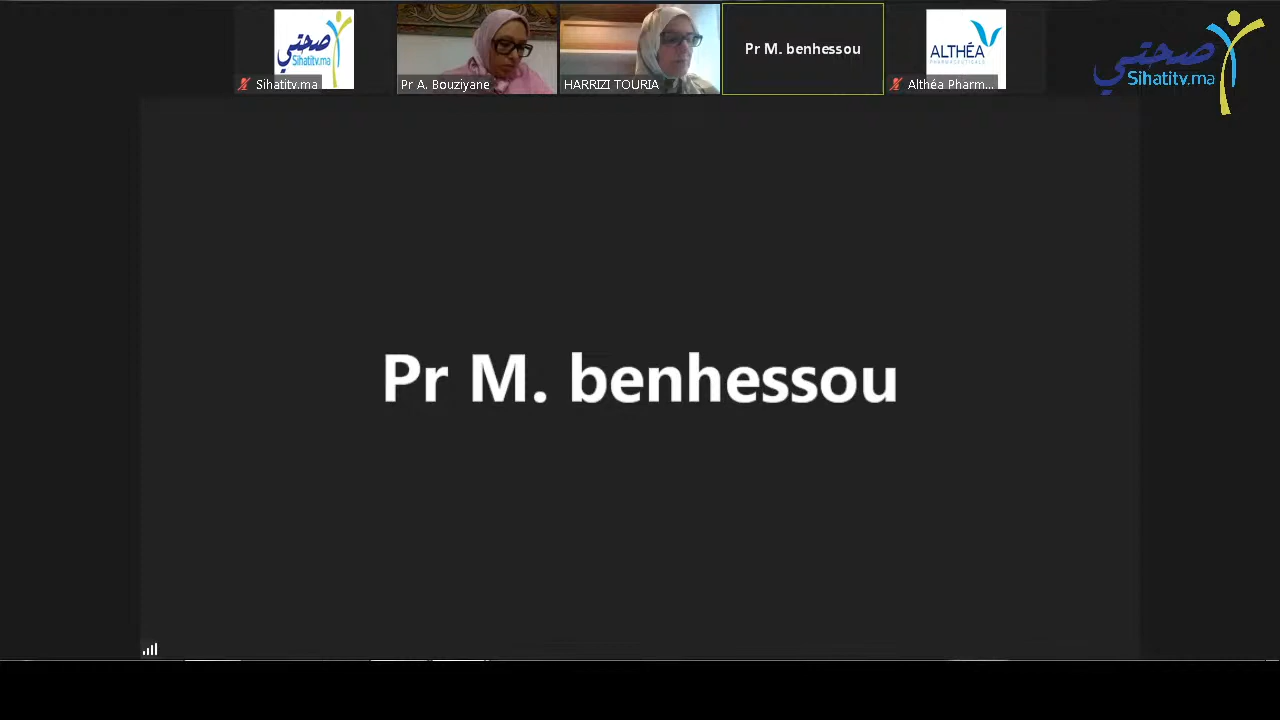 صحتي
Sihatitv.ma
Sihatitv.ma
Pr A. Bouziyane
HARRIZI TOURIA
Pr M. benhessou
ALTHÉA
PHARMACEUTICALS
Althéa Pharm...
صحتي
Sihatitv.ma
Pr M. benhessou